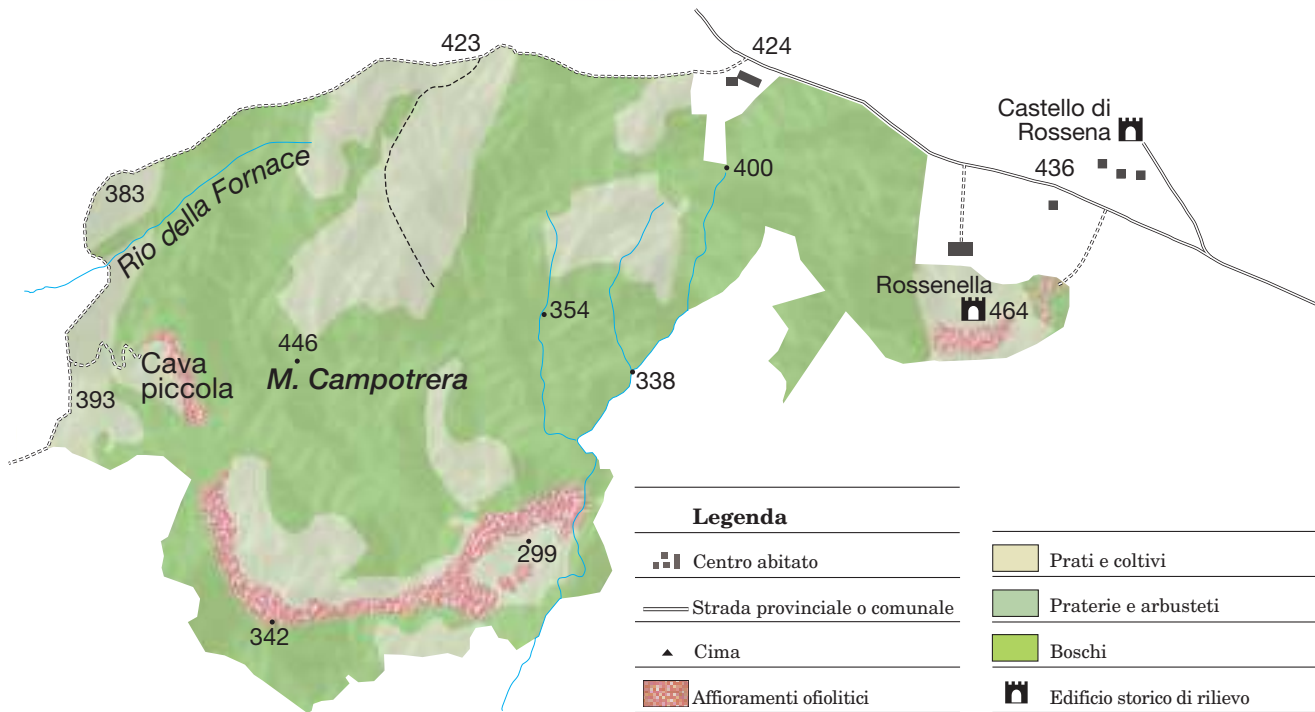 423
424
Castello di
Rossena
436
400
383
Rio della Fornace
Rossenella
464
354
446
M. Campotrera
Cava
piccola
338
393
299
342
Legenda
Centro abitato
Strada provinciale o comunale
Cima
Affioramenti ofiolitici
Prati e coltivi
Praterie e arbusteti
Boschi
Edificio storico di rilievo